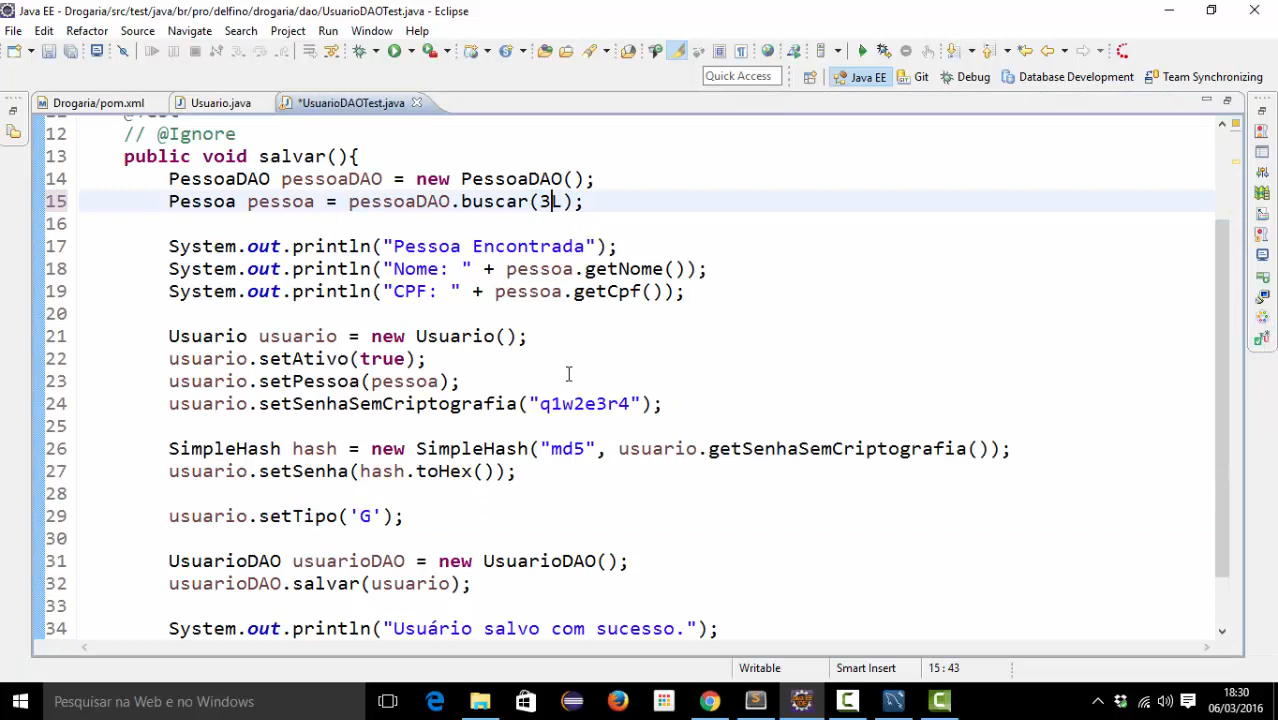 Java EE - Drogaria/src/test/java/br/pro/delfino/drogaria/dao/UsuarioDAOTest.java - Eclipse
File Edit Refactor Source Navigate Search Project Run Window Help
Quick Access Java EE Git Debug Database Development Team Synchronizing
Drogaria/pom.xml Usuario.java *UsuarioDAOTest.java
12 // @Ignore
13 public void salvar(){
14 PessoaDAO pessoaDAO = new PessoaDAO();
15 Pessoa pessoa = pessoaDAO.buscar(3L);
16
17 System.out.println("Pessoa Encontrada");
18 System.out.println("Nome: " + pessoa.getNome());
19 System.out.println("CPF: " + pessoa.getCpf());
20
21 Usuario usuario = new Usuario();
22 usuario.setAtivo(true);
23 usuario.setPessoa(pessoa);
24 usuario.setSenhaSemCriptografia("q1w2e3r4");
25
26 SimpleHash hash = new SimpleHash("md5", usuario.getSenhaSemCriptografia());
27 usuario.setSenha(hash.toHex());
28
29 usuario.setTipo('G');
30
31 UsuarioDAO usuarioDAO = new UsuarioDAO();
32 usuarioDAO.salvar(usuario);
33
34 System.out.println("Usuário salvo com sucesso.");
Writable Smart Insert 15 : 43
Pesquisar na Web e no Windows
18:30
06/03/2016